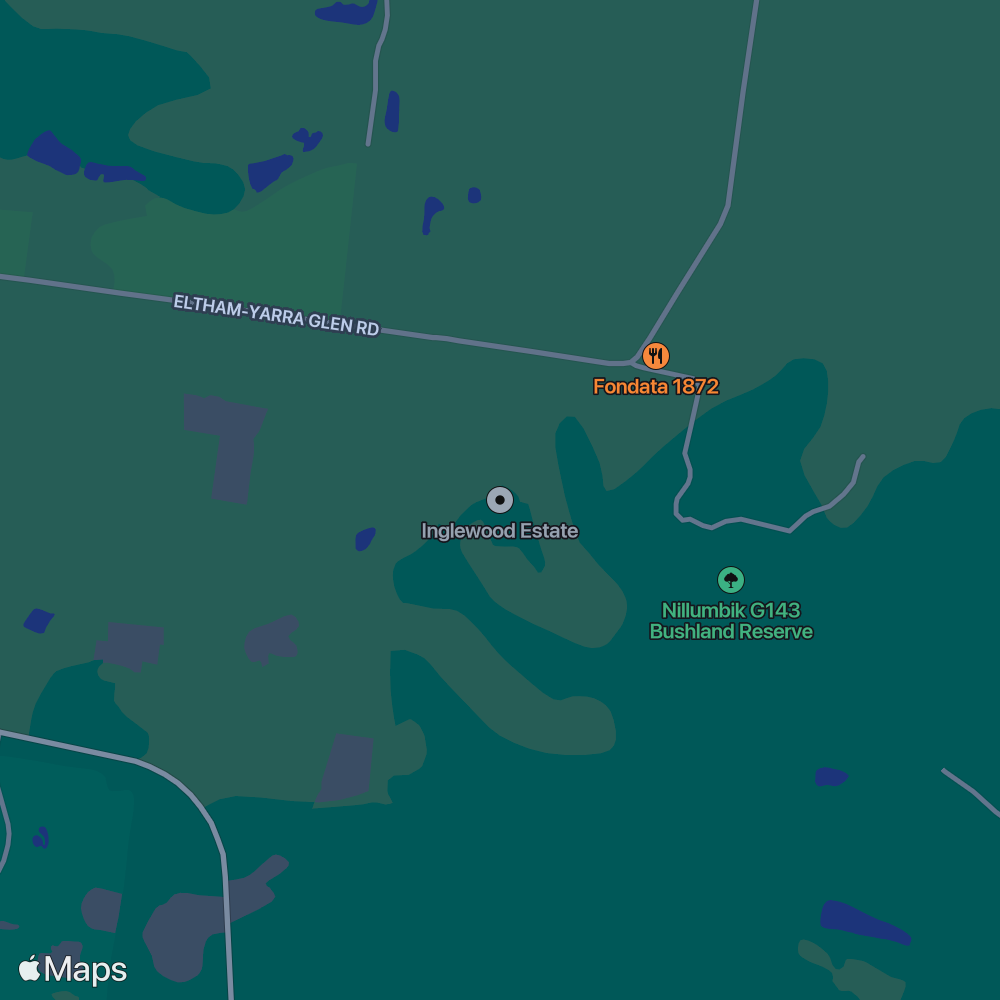 ELTHAM-YARRA GLEN RD
Fondata 1872
Inglewood Estate
Nillumbik G143
Bushland Reserve
Maps